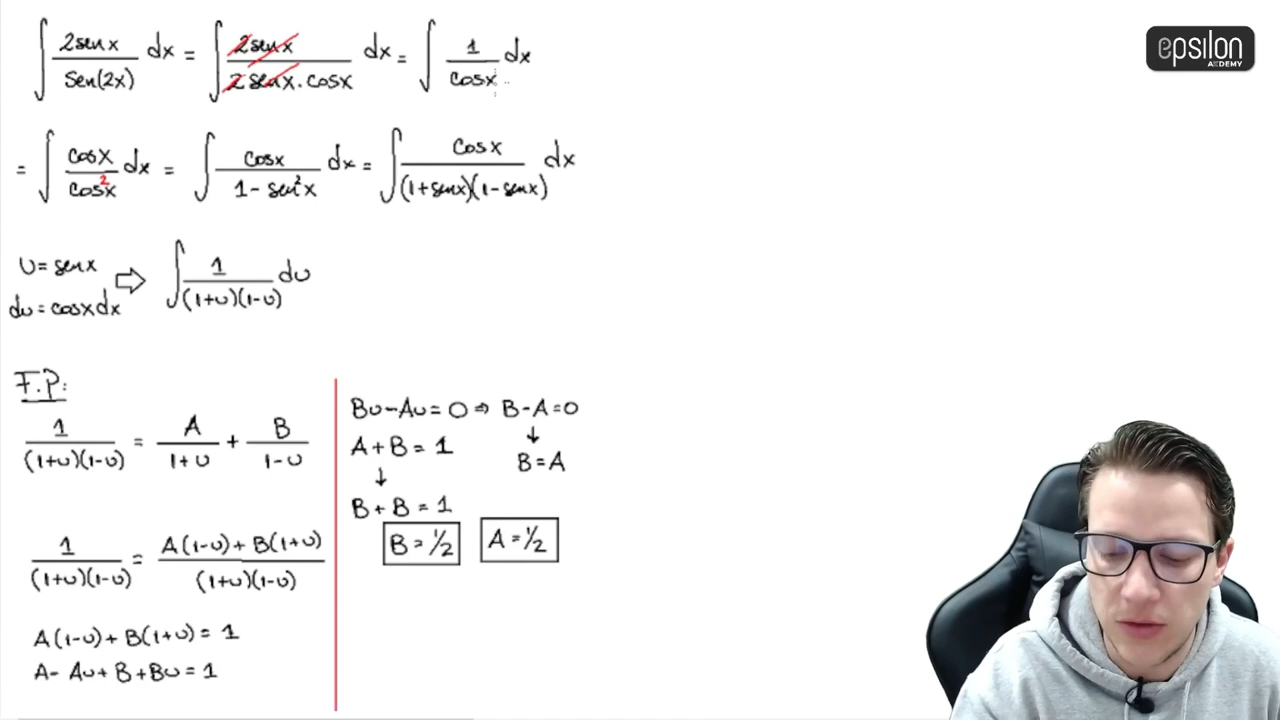 ∫ 2senx / sen(2x) dx = ∫ 2senx / 2senx.cosx dx = ∫ 1 / cosx dx
= ∫ cosx / cos²x dx = ∫ cosx / 1-sen²x dx = ∫ cosx / (1+senx)(1-senx) dx
u = senx ⇨ ∫ 1 / (1+u)(1-u) du
du = cosxdx
F.P:
1 / (1+u)(1-u) = A / 1+u + B / 1-u
1 / (1+u)(1-u) = A(1-u)+B(1+u) / (1+u)(1-u)
A(1-u)+B(1+u)=1
A-Au+B+Bu=1
Bu-Au=0 ⇒ B-A=0
↓
B=A
A+B=1
↓
B+B=1
B=1/2 A=1/2
epsilon
AKADEMY